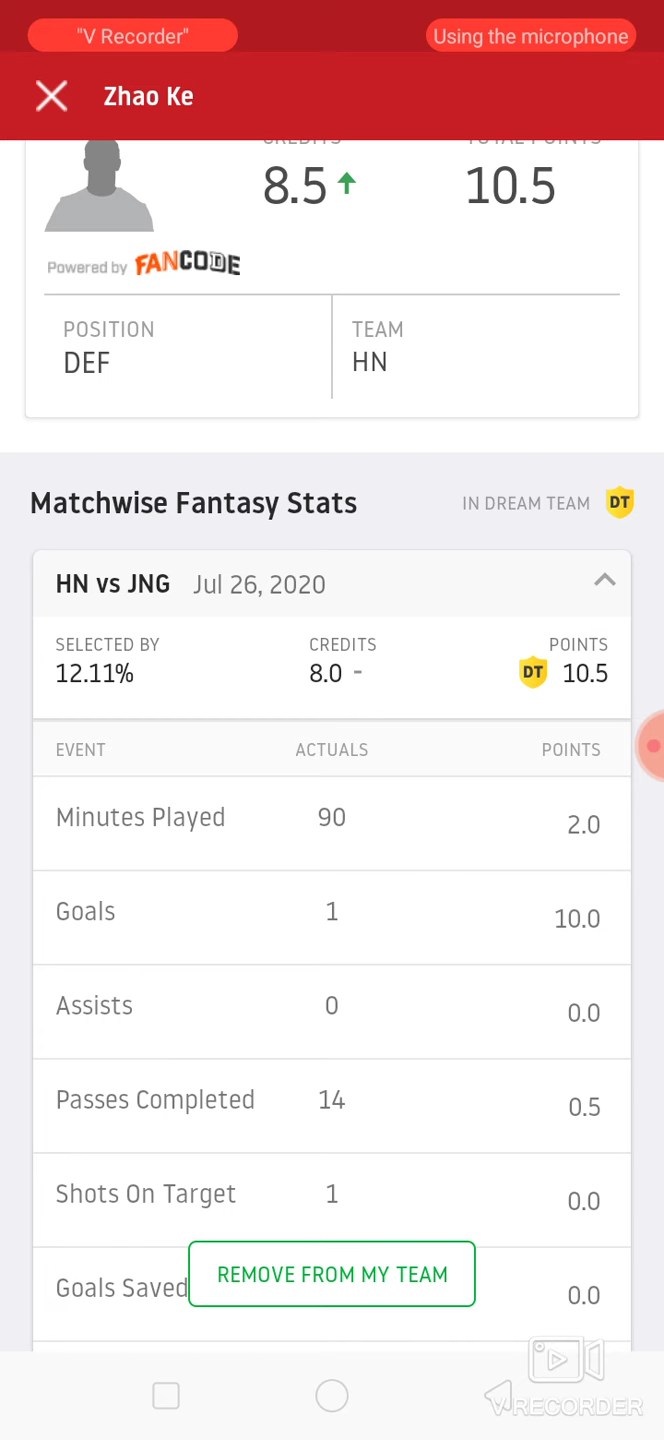 "V Recorder" Using the microphone
Zhao Ke
CREDITS TOTAL POINTS
8.5 10.5
Powered by FANCODE
POSITION TEAM
DEF HN
Matchwise Fantasy Stats IN DREAM TEAM DT
HN vs JNG Jul 26, 2020
SELECTED BY CREDITS POINTS
12.11% 8.0 - DT 10.5
EVENT ACTUALS POINTS
Minutes Played 90 2.0
Goals 1 10.0
Assists 0 0.0
Passes Completed 14 0.5
Shots On Target 1 0.0
Goals Saved 0.0
REMOVE FROM MY TEAM
VRECORDER